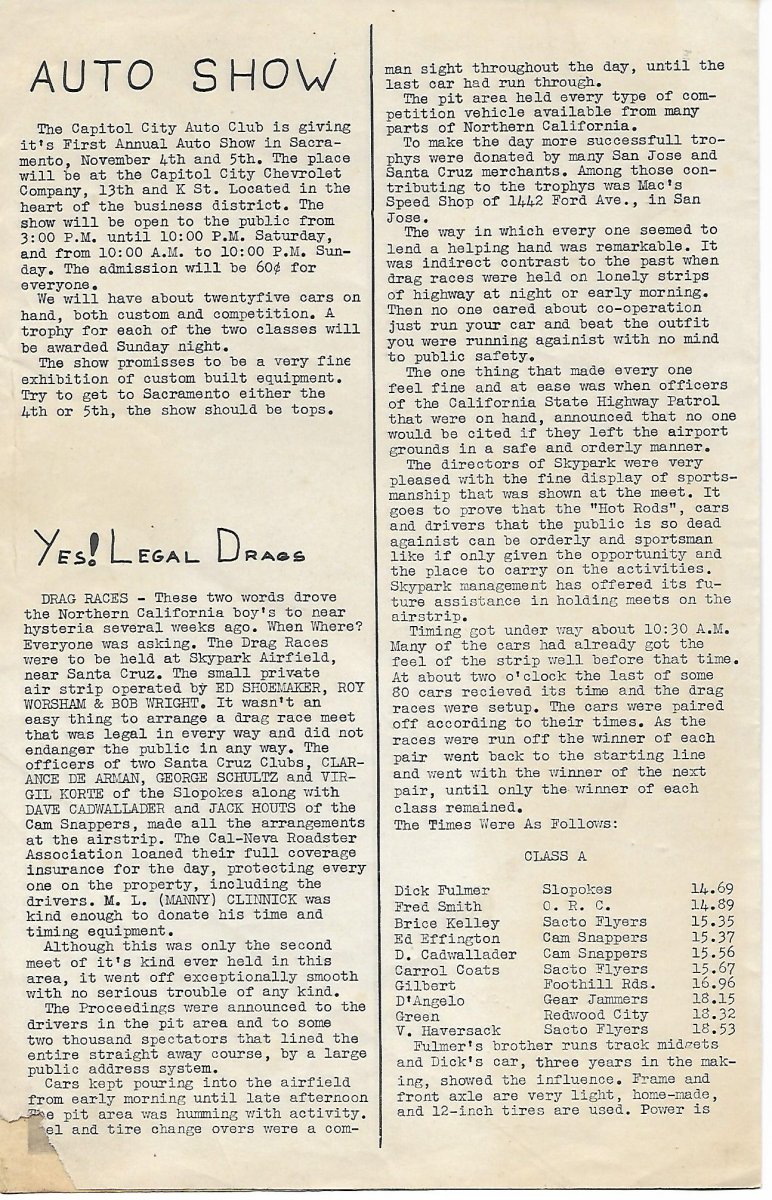 AUTO SHOW
The Capitol City Auto Club is giving
it's First Annual Auto Show in Sacra-
mento, November 4th and 5th. The place
will be at the Capitol City Chevrolet
Company, 13th and K St. Located in the
heart of the business district. The
show will be open to the public from
3:00 P.M. until 10:00 P.M. Saturday,
and from 10:00 A.M. to 10:00 P.M. Sun-
day. The admission will be 60¢ for
everyone.
We will have about twentyfive cars on
hand, both custom and competition. A
trophy for each of the two classes will
be awarded Sunday night.
The show promisses to be a very fine
exhibition of custom built equipment.
Try to get to Sacramento either the
4th or 5th, the show should be tops.
YES! LEGAL DRAGS
DRAG RACES - These two words drove
the Northern California boy's to near
hysteria several weeks ago. When Where?
Everyone was asking. The Drag Races
were to be held at Skypark Airfield,
near Santa Cruz. The small private
air strip operated by ED SHOEMAKER, ROY
WORSHAM & BOB WRIGHT. It wasn't an
easy thing to arrange a drag race meet
that was legal in every way and did not
endanger the public in any way. The
officers of two Santa Cruz Clubs, CLAR-
ANCE DE ARMAN, GEORGE SCHULTZ and VIR-
GIL KORTE of the Slopokes along with
DAVE CADWALLADER and JACK HOUTS of the
Cam Snappers, made all the arrangements
at the airstrip. The Cal-Neva Roadster
Association loaned their full coverage
insurance for the day, protecting every
one on the property, including the
drivers. M. L. (MANNY) CLINNICK was
kind enough to donate his time and
timing equipment.
Although this was only the second
meet of it's kind ever held in this
area, it went off exceptionally smooth
with no serious trouble of any kind.
The Proceedings were announced to the
drivers in the pit area and to some
two thousand spectators that lined the
entire straight away course, by a large
public address system.
Cars kept pouring into the airfield
from early morning until late afternoon
pit area was humming with activity.
and tire change overs were a com-
man sight throughout the day, until the
last car had run through.
The pit area held every type of com-
petition vehicle available from many
parts of Northern California.
To make the day more successfull tro-
phys were donated by many San Jose and
Santa Cruz merchants. Among those con-
tributing to the trophys was Mac's
Speed Shop of 1442 Ford Ave., in San
Jose.
The way in which every one seemed to
lend a helping hand was remarkable. It
was indirect contrast to the past when
drag races were held on lonely strips
of highway at night or early morning.
Then no one cared about co-operation
just run your car and beat the outfit
you were running againist with no mind
to public safety.
The one thing that made every one
feel fine and at ease was when officers
of the California State Highway Patrol
that were on hand, announced that no one
would be cited if they left the airport
grounds in a safe and orderly manner.
The directors of Skypark were very
pleased with the fine display of sports-
manship that was shown at the meet. It
goes to prove that the "Hot Rods", cars
and drivers that the public is so dead
againist can be orderly and sportsman
like if only given the opportunity and
the place to carry on the activities.
Skypark management has offered its fu-
ture assistance in holding meets on the
airstrip.
Timing got under way about 10:30 A.M.
Many of the cars had already got the
feel of the strip well before that time.
At about two o'clock the last of some
80 cars recieved its time and the drag
races were setup. The cars were paired
off according to their times. As the
races were run off the winner of each
pair went back to the starting line
and went with the winner of the next
pair, until only the winner of each
class remained.
The Times Were As Follows:
CLASS A
Dick Fulmer Slopokes 14.69
Fred Smith O. R. C. 14.89
Brice Kelley Sacto Flyers 15.35
Ed Effington Cam Snappers 15.37
D. Cadwallader Cam Snappers 15.56
Carrol Coats Sacto Flyers 15.67
Gilbert Foothill Rds. 16.96
D'Angelo Gear Jammers 18.15
Green Redwood City 18.32
V. Haversack Sacto Flyers 18.53
Fulmer's brother runs track midgets
and Dick's car, three years in the mak-
ing, showed the influence. Frame and
front axle are very light, home-made,
and 12-inch tires are used. Power is